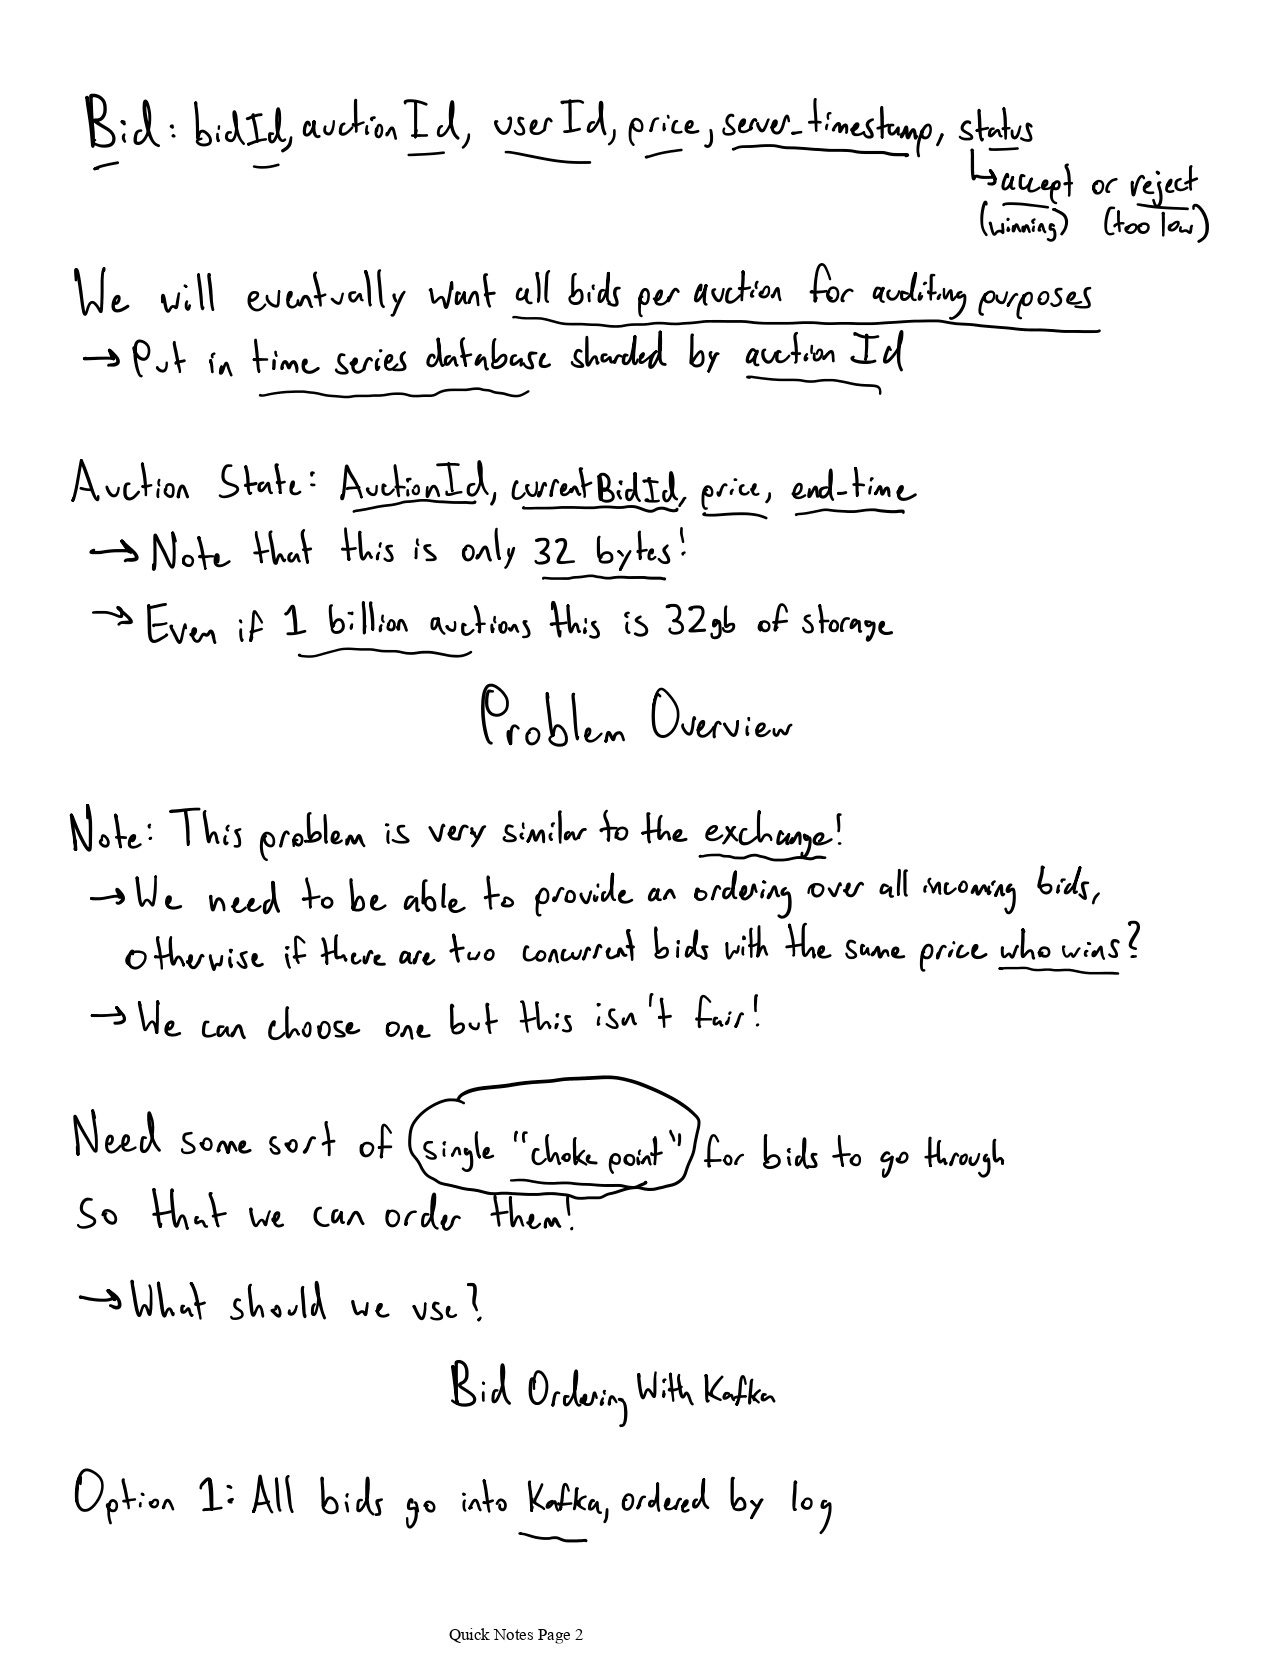 Bid: bidId, auctionId, userId, price, server_timestamp, status
↳ accept or reject
(winning) (too low)
We will eventually want all bids per auction for auditing purposes
→ Put in time series database sharded by auctionId
Auction State: AuctionId, currentBidId, price, end-time
→ Note that this is only 32 bytes!
→ Even if 1 billion auctions this is 32gb of storage
Problem Overview
Note: This problem is very similar to the exchange!
→ We need to be able to provide an ordering over all incoming bids,
otherwise if there are two concurrent bids with the same price who wins?
→ We can choose one but this isn't fair!
Need some sort of single "choke point" for bids to go through
so that we can order them!
→ What should we use?
Bid Ordering With Kafka
Option 1: All bids go into Kafka, ordered by log
Quick Notes Page 2